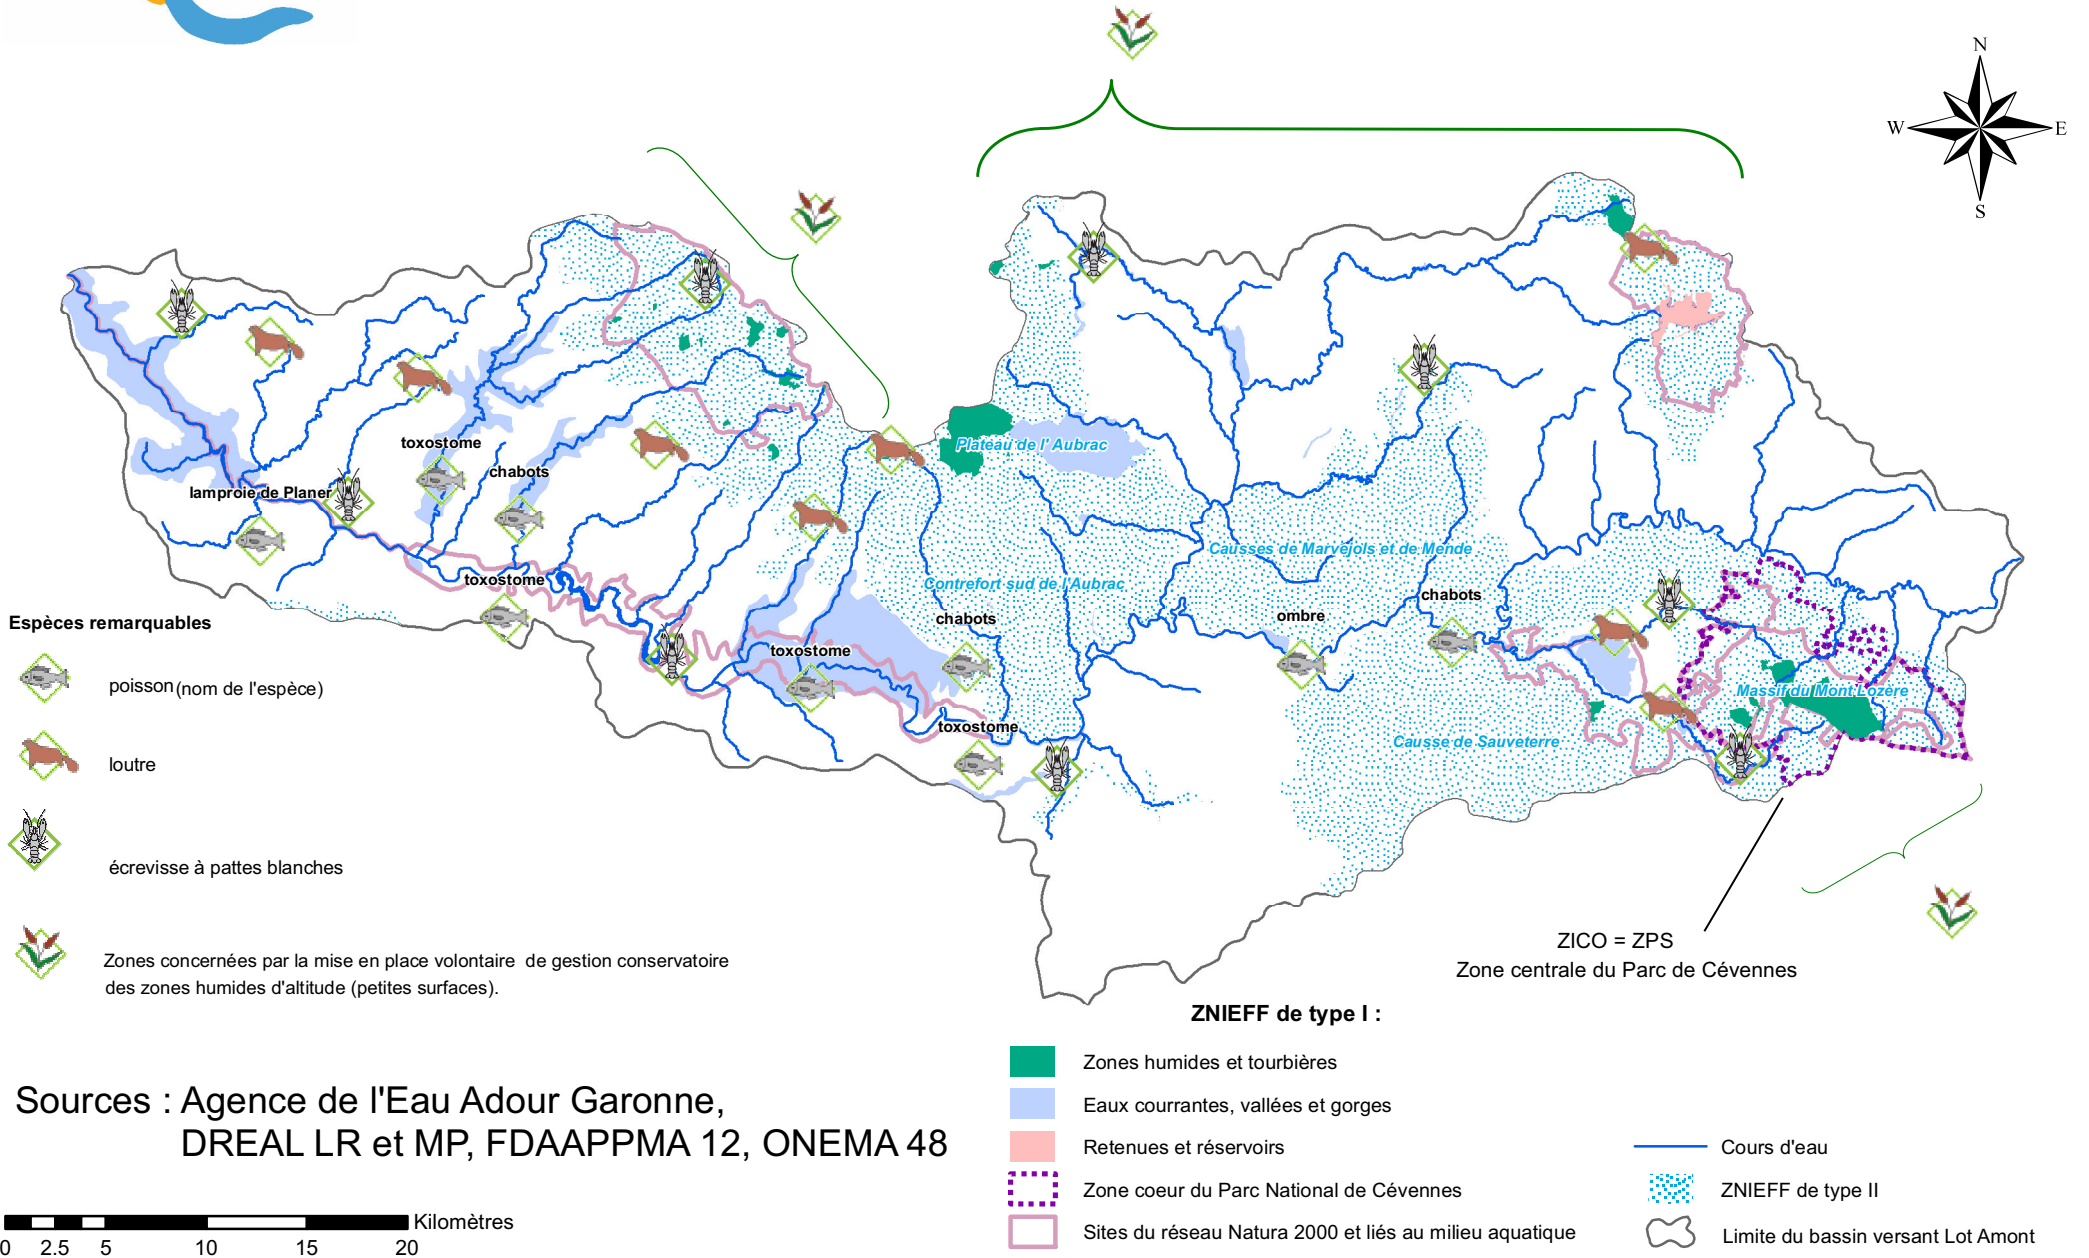 N
W
E
S
Plateau de l'Aubrac
toxostome
chabots
lamproie de Planer
Causses de Marvejols et de Mende
toxostome
Contrefort sud de l'Aubrac
chabots
chabots
ombre
toxostome
Massif du Mont Lozère
toxostome
Causse de Sauveterre
Espèces remarquables
poisson(nom de l'espèce)
loutre
écrevisse à pattes blanches
Zones concernées par la mise en place volontaire de gestion conservatoire
des zones humides d'altitude (petites surfaces).
ZICO = ZPS
Zone centrale du Parc de Cévennes
Sources : Agence de l'Eau Adour Garonne,
DREAL LR et MP, FDAAPPMA 12, ONEMA 48
Kilomètres
0 2.5 5 10 15 20
ZNIEFF de type I :
Zones humides et tourbières
Eaux courrantes, vallées et gorges
Retenues et réservoirs
Zone coeur du Parc National de Cévennes
Sites du réseau Natura 2000 et liés au milieu aquatique
Cours d'eau
ZNIEFF de type II
Limite du bassin versant Lot Amont